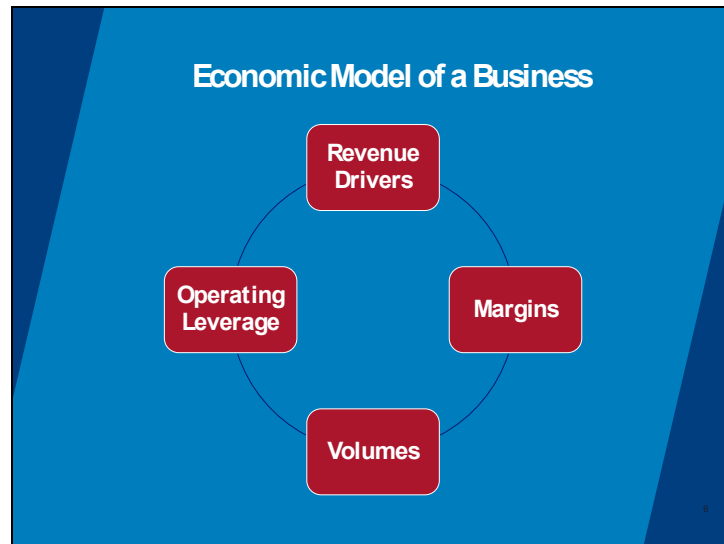 Economic Model of a Business
Revenue
Drivers
Operating
Leverage
Margins
Volumes